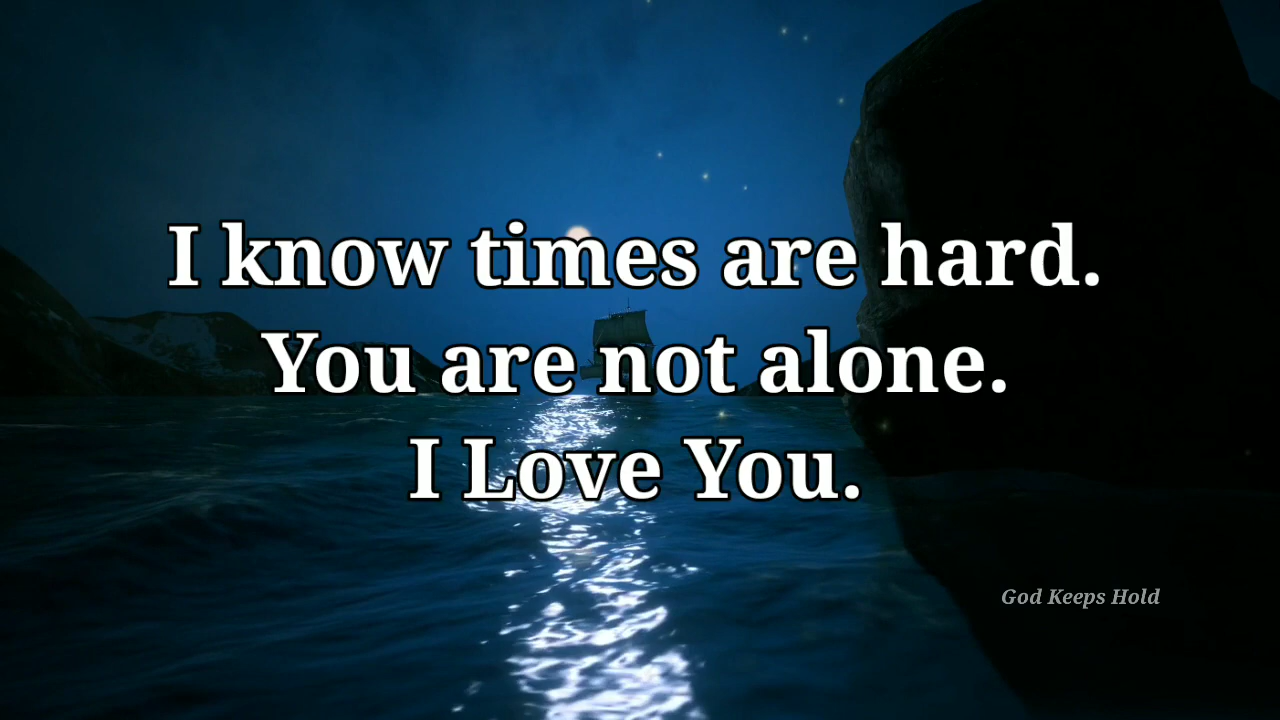 I know times are hard.
You are not alone.
I Love You.
God Keeps Hold